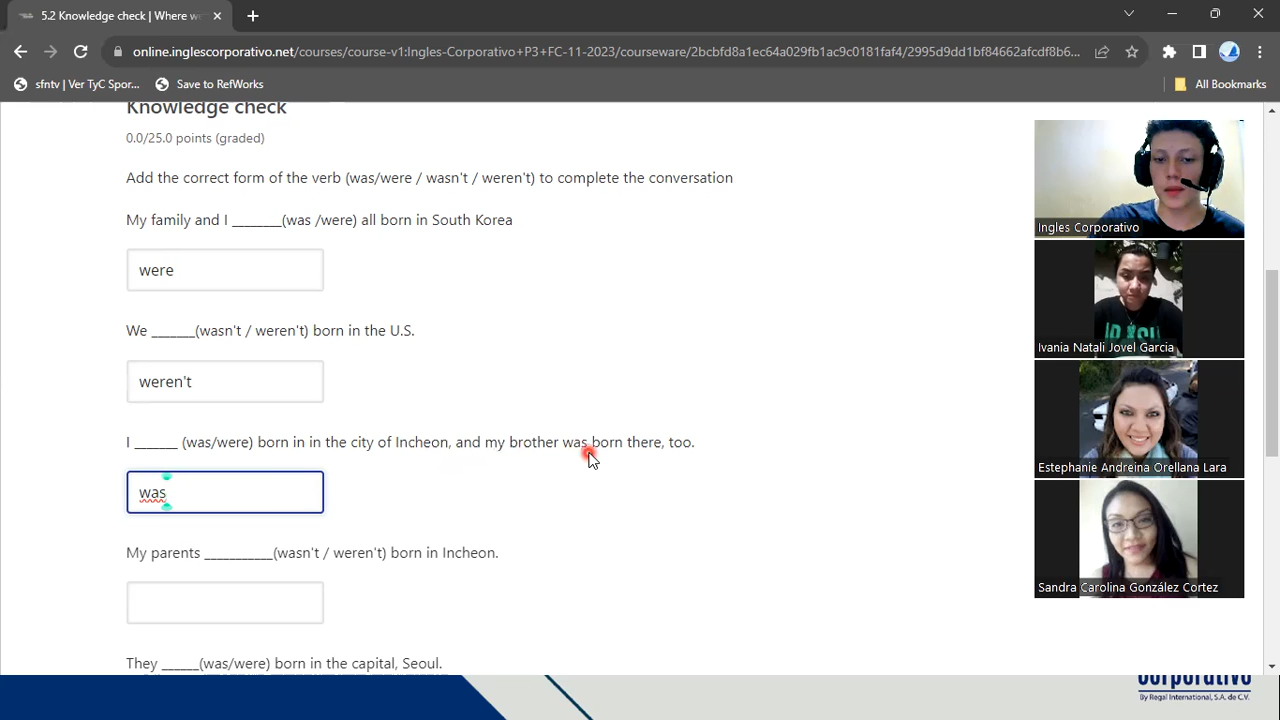 5.2 Knowledge check | Where w
online.inglescorporativo.net/courses/course-v1:Ingles-Corporativo+P3+FC-11-2023/courseware/2bcbfd8a1ec64a029fb1ac9c0181faf4/2995d9dd1bf84662afcdf8b6...
sfntv | Ver TyC Spor...
Save to RefWorks
All Bookmarks
Knowledge check
0.0/25.0 points (graded)
Add the correct form of the verb (was/were / wasn't / weren't) to complete the conversation
My family and I ________(was /were) all born in South Korea
were
We _______(wasn't / weren't) born in the U.S.
weren't
I _______ (was/were) born in in the city of Incheon, and my brother was born there, too.
was
My parents ____________(wasn't / weren't) born in Incheon.
They ______(was/were) born in the capital, Seoul.
Ingles Corporativo
Ivania Natali Jovel Garcia
Estephanie Andreina Orellana Lara
Sandra Carolina González Cortez
corporativo
By Regal International, S.A. de C.V.